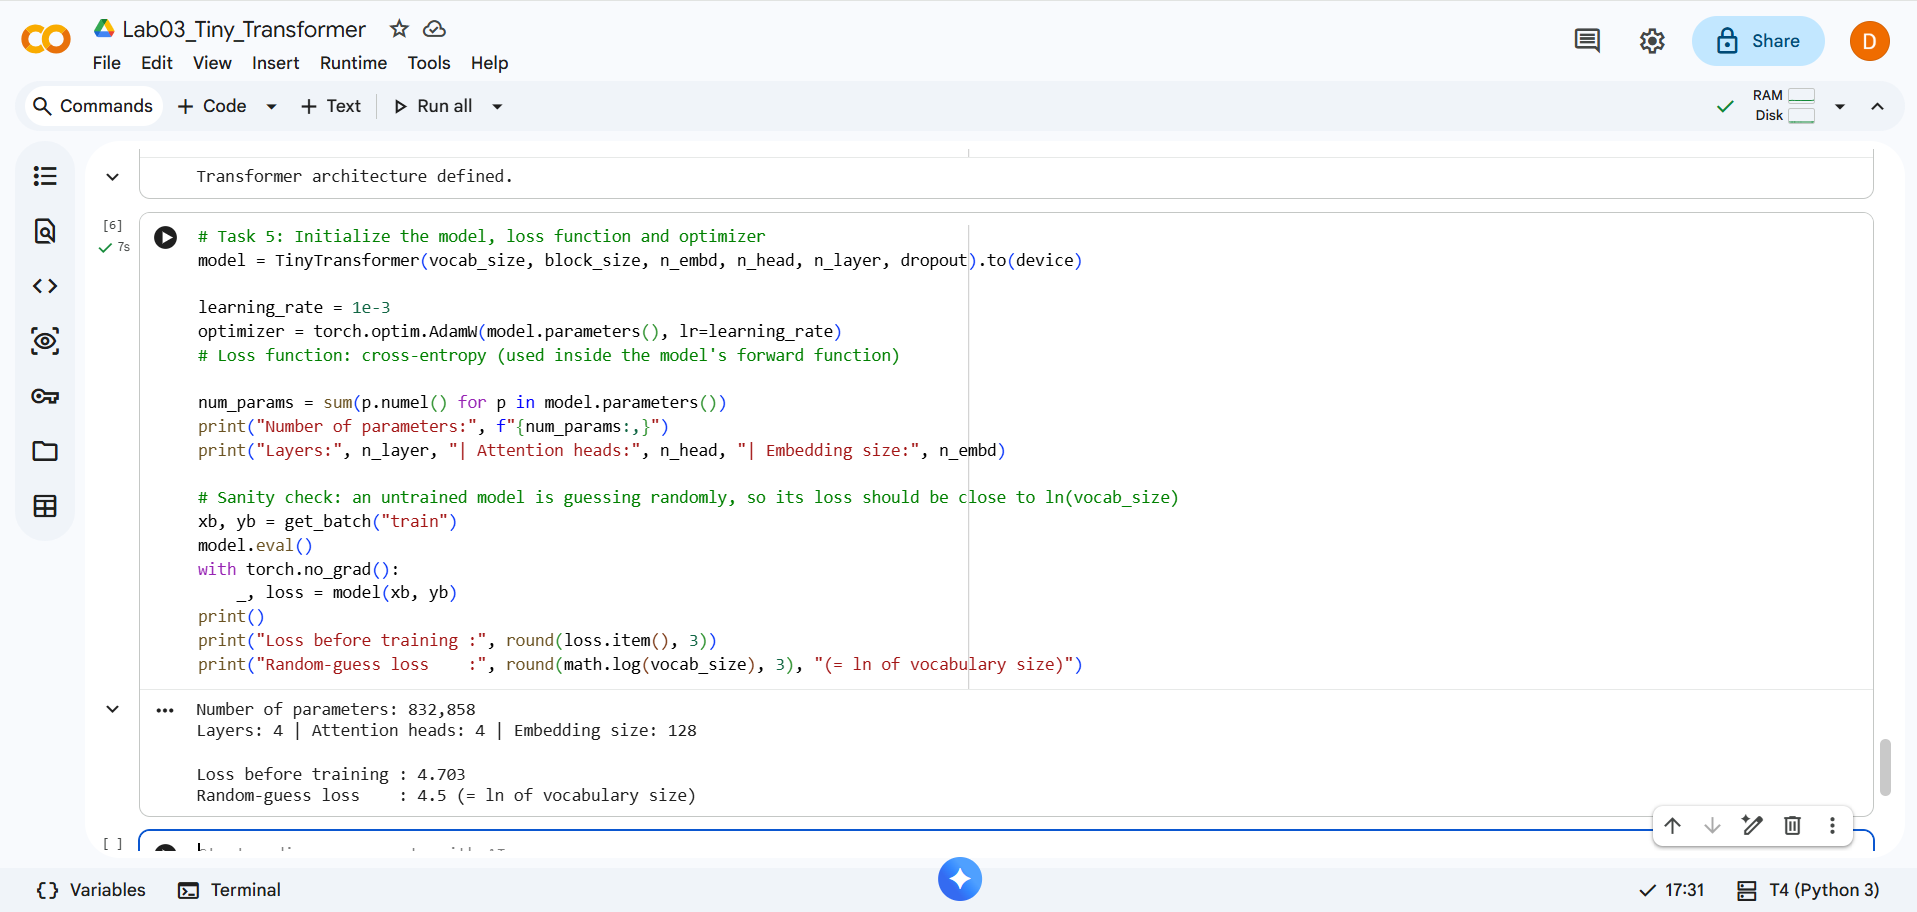 Lab03_Tiny_Transformer
File Edit View Insert Runtime Tools Help
Share
D
Commands + Code + Text Run all
RAM
Disk
Transformer architecture defined.
[6]
7s
# Task 5: Initialize the model, loss function and optimizer
model = TinyTransformer(vocab_size, block_size, n_embd, n_head, n_layer, dropout).to(device)
learning_rate = 1e-3
optimizer = torch.optim.AdamW(model.parameters(), lr=learning_rate)
# Loss function: cross-entropy (used inside the model's forward function)
num_params = sum(p.numel() for p in model.parameters())
print("Number of parameters:", f"{num_params:,}")
print("Layers:", n_layer, "| Attention heads:", n_head, "| Embedding size:", n_embd)
# Sanity check: an untrained model is guessing randomly, so its loss should be close to ln(vocab_size)
xb, yb = get_batch("train")
model.eval()
with torch.no_grad():
    _, loss = model(xb, yb)
print()
print("Loss before training :", round(loss.item(), 3))
print("Random-guess loss    :", round(math.log(vocab_size), 3), "(= ln of vocabulary size)")
Number of parameters: 832,858
Layers: 4 | Attention heads: 4 | Embedding size: 128
Loss before training : 4.703
Random-guess loss    : 4.5 (= ln of vocabulary size)
[ ]
Variables Terminal
17:31 T4 (Python 3)